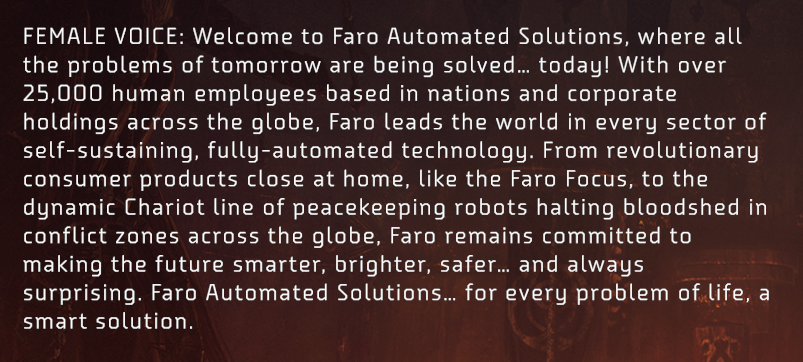 FEMALE VOICE: Welcome to Faro Automated Solutions, where all
the problems of tomorrow are being solved... today! With over
25,000 human employees based in nations and corporate
holdings across the globe, Faro leads the world in every sector of
self-sustaining, fully-automated technology. From revolutionary
consumer products close at home, like the Faro Focus, to the
dynamic Chariot line of peacekeeping robots halting bloodshed in
conflict zones across the globe, Faro remains committed to
making the future smarter, brighter, safer... and always
surprising. Faro Automated Solutions... for every problem of life, a
smart solution.